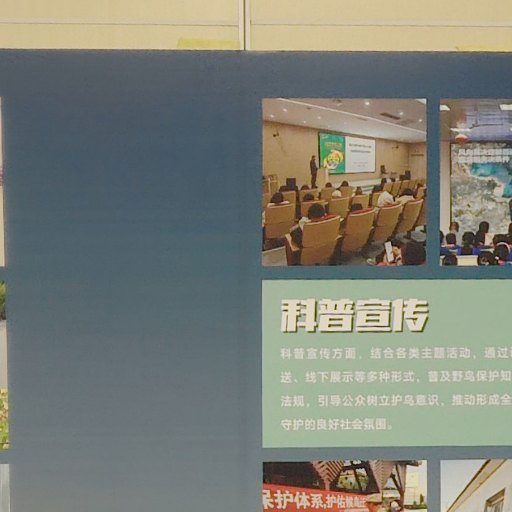 科普宣传
科普宣传方面，结合各类主题活动，通过
送、线下展示等多种形式，普及野鸟保护知
法规，引导公众树立护鸟意识，推动形成全
守护的良好社会氛围。
保护体系，护佑候鸟迁